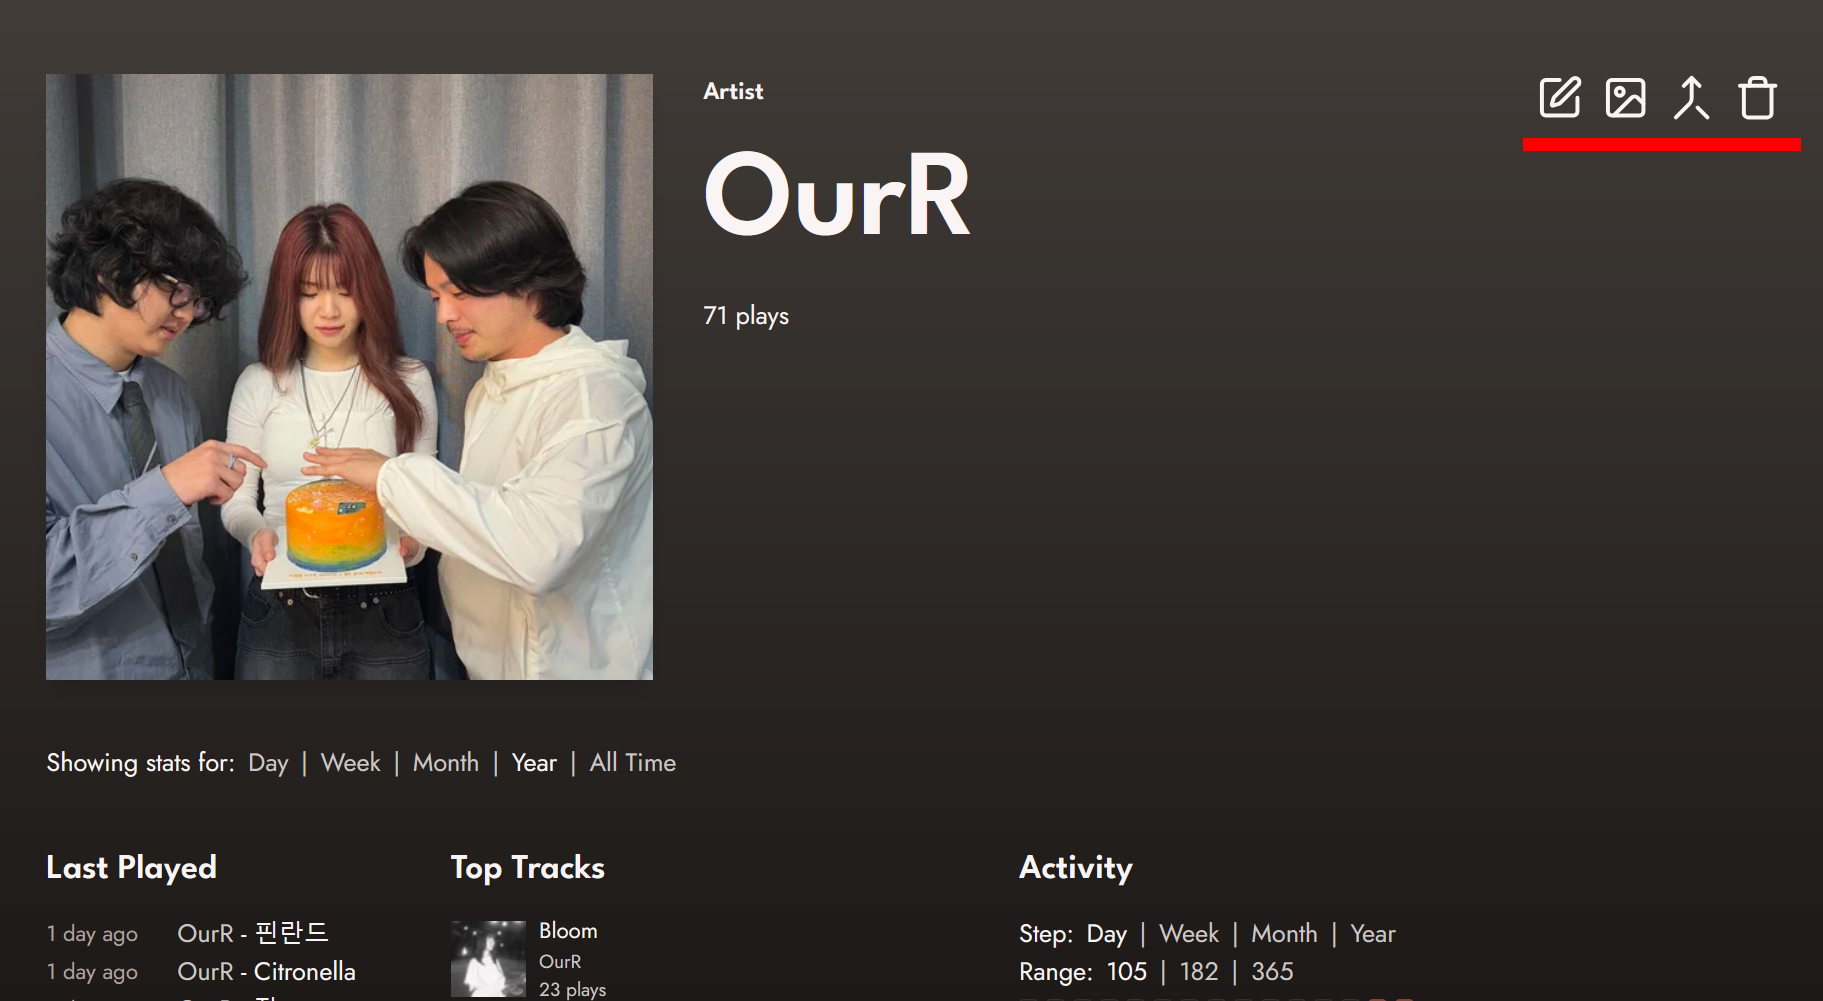 Artist
OurR
71 plays
Showing stats for: Day | Week | Month | Year | All Time
Last Played
1 day ago OurR - 핀란드
1 day ago OurR - Citronella
Top Tracks
Bloom
OurR
23 plays
Activity
Step: Day | Week | Month | Year
Range: 105 | 182 | 365